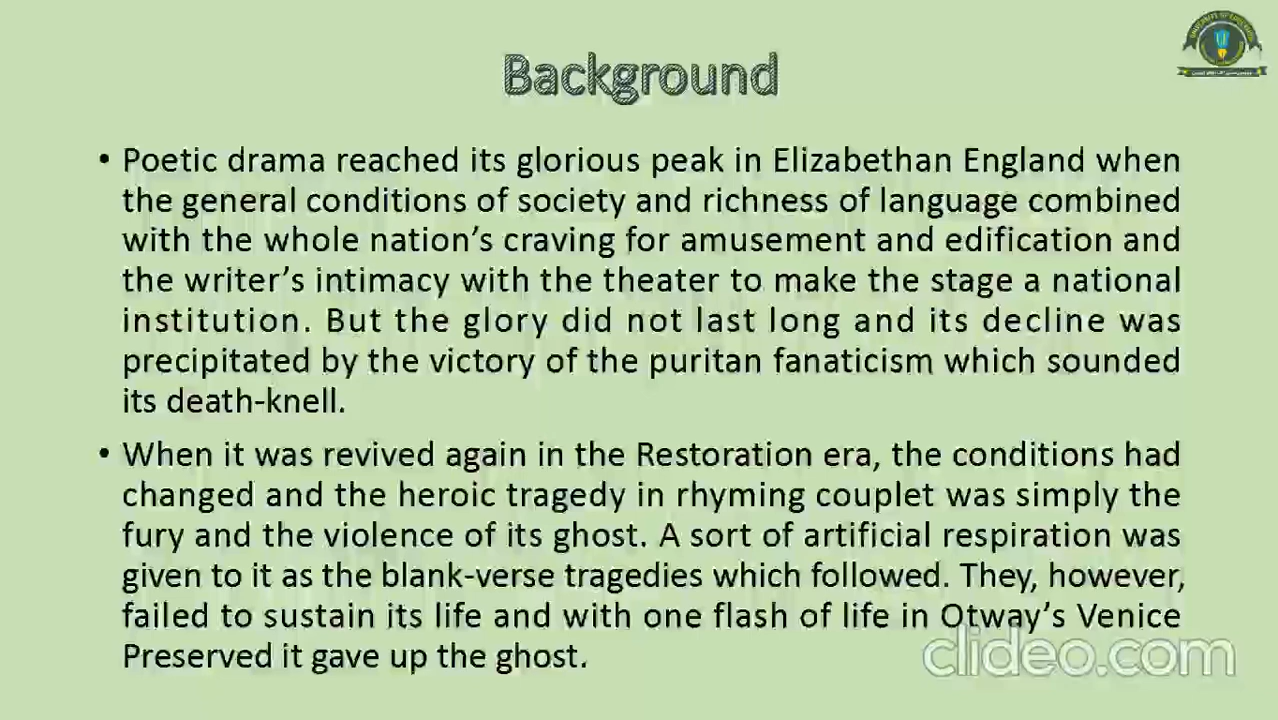 Background
• Poetic drama reached its glorious peak in Elizabethan England when
the general conditions of society and richness of language combined
with the whole nation’s craving for amusement and edification and
the writer’s intimacy with the theater to make the stage a national
institution. But the glory did not last long and its decline was
precipitated by the victory of the puritan fanaticism which sounded
its death-knell.
• When it was revived again in the Restoration era, the conditions had
changed and the heroic tragedy in rhyming couplet was simply the
fury and the violence of its ghost. A sort of artificial respiration was
given to it as the blank-verse tragedies which followed. They, however,
failed to sustain its life and with one flash of life in Otway’s Venice
Preserved it gave up the ghost.
clideo.com